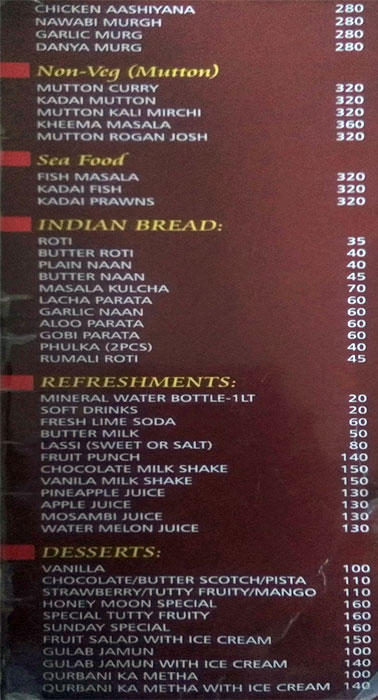 CHICKEN AASHIYANA 280
NAWABI MURGH 280
GARLIC MURG 280
DANYA MURG 280
Non-Veg (Mutton)
MUTTON CURRY 320
KADAI MUTTON 320
MUTTON KALI MIRCHI 320
KHEEMA MASALA 360
MUTTON ROGAN JOSH 320
Sea Food
FISH MASALA 320
KADAI FISH 320
KADAI PRAWNS 320
INDIAN BREAD:
ROTI 35
BUTTER ROTI 40
PLAIN NAAN 40
BUTTER NAAN 45
MASALA KULCHA 70
LACHA PARATA 60
GARLIC NAAN 60
ALOO PARATA 60
GOBI PARATA 60
PHULKA (2PCS) 40
RUMALI ROTI 45
REFRESHMENTS:
MINERAL WATER BOTTLE-1LT 20
SOFT DRINKS 20
FRESH LIME SODA 60
BUTTER MILK 50
LASSI (SWEET OR SALT) 80
FRUIT PUNCH 140
CHOCOLATE MILK SHAKE 150
VANILA MILK SHAKE 150
PINEAPPLE JUICE 130
APPLE JUICE 130
MOSAMBI JUICE 130
WATER MELON JUICE 130
DESSERTS:
VANILLA 100
CHOCOLATE/BUTTER SCOTCH/PISTA 110
STRAWBERRY/TUTTY FRUITY/MANGO 110
HONEY MOON SPECIAL 160
SPECIAL TUTTY FRUITY 160
SUNDAY SPECIAL 160
FRUIT SALAD WITH ICE CREAM 150
GULAB JAMUN 100
GULAB JAMUN WITH ICE CREAM 140
QURBANI KA METHA 100
QURBANI KA METHA WITH ICE CREAM 140